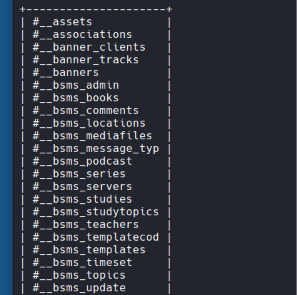 +---------------------+
| #__assets           |
| #__associations     |
| #__banner_clients   |
| #__banner_tracks    |
| #__banners          |
| #__bsms_admin       |
| #__bsms_books       |
| #__bsms_comments    |
| #__bsms_locations   |
| #__bsms_mediafiles  |
| #__bsms_message_typ |
| #__bsms_podcast     |
| #__bsms_series      |
| #__bsms_servers     |
| #__bsms_studies     |
| #__bsms_studytopics |
| #__bsms_teachers    |
| #__bsms_templatecod |
| #__bsms_templates   |
| #__bsms_timeset     |
| #__bsms_topics      |
| #__bsms_update      |